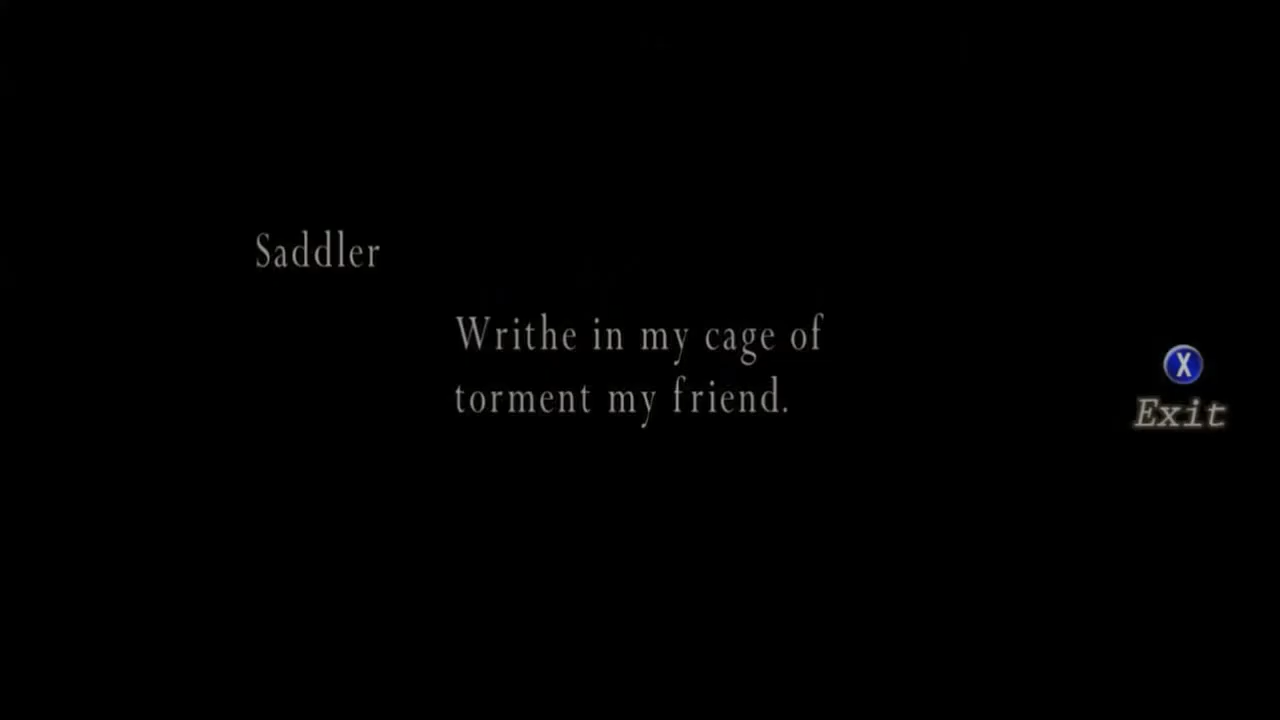 Saddler
Writhe in my cage of
torment my friend.
X
Exit